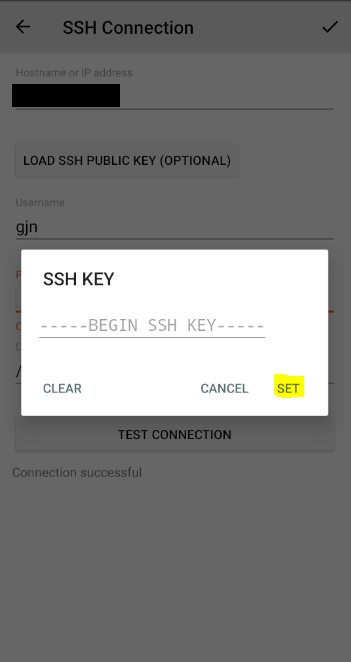 SSH Connection
Hostname or IP address
LOAD SSH PUBLIC KEY (OPTIONAL)
Username
gjn
SSH KEY
-----BEGIN SSH KEY-----
CLEAR
CANCEL
SET
/
TEST CONNECTION
Connection successful